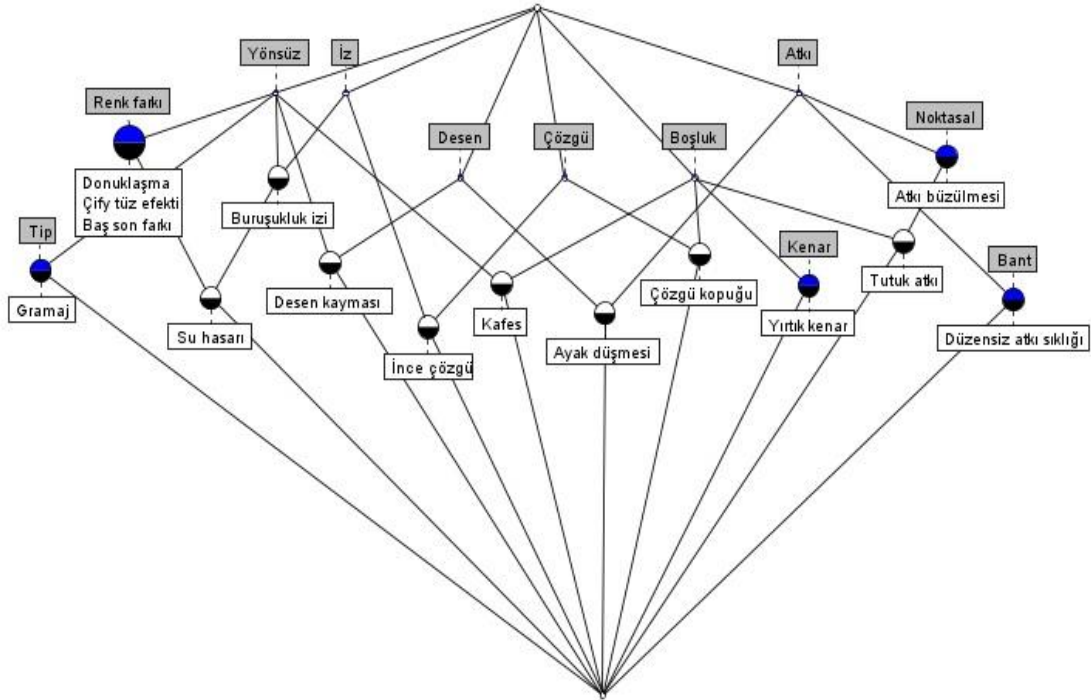 Yönsüz
İz
Atkı
Renk farkı
Desen
Çözgü
Boşluk
Noktasal
Donuklaşma
Çify tüz efekti
Baş son farkı
Buruşukluk izi
Atkı büzülmesi
Tip
Kenar
Bant
Gramaj
Desen kayması
Çözgü kopuğu
Tutuk atkı
Su hasarı
Kafes
Yırtık kenar
Ayak düşmesi
Düzensiz atkı sıklığı
İnce çözgü